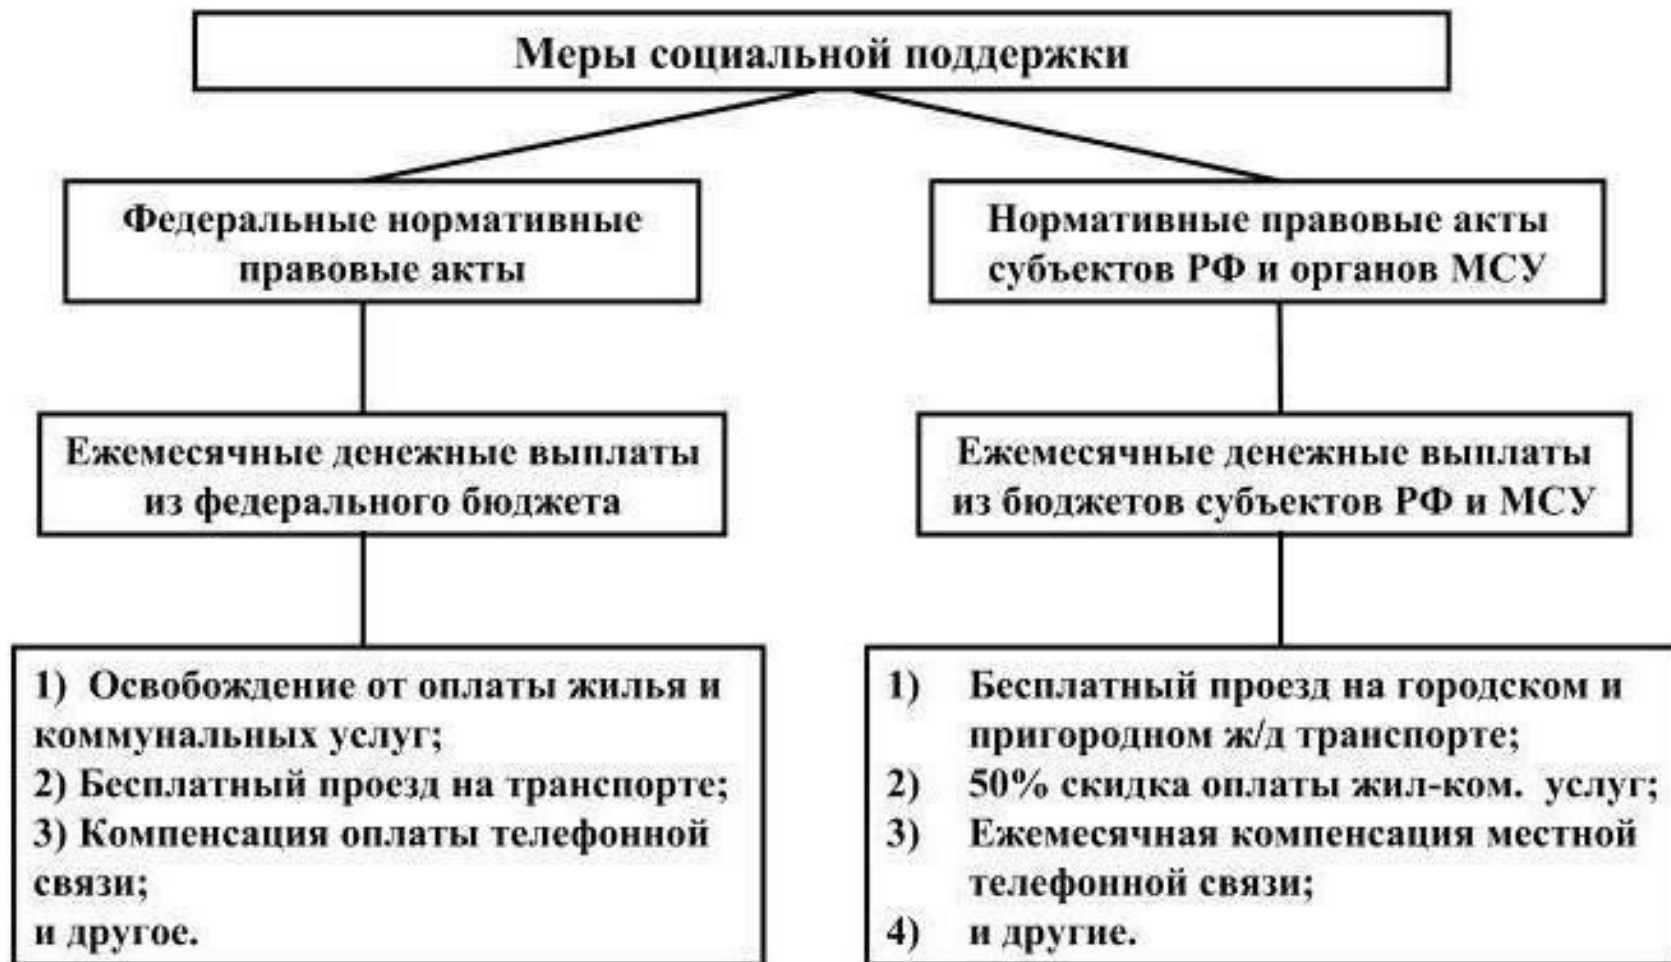 Меры социальной поддержки
Федеральные нормативные
правовые акты
Нормативные правовые акты
субъектов РФ и органов МСУ
Ежемесячные денежные выплаты
из федерального бюджета
Ежемесячные денежные выплаты
из бюджетов субъектов РФ и МСУ
1) Освобождение от оплаты жилья и
коммунальных услуг;
2) Бесплатный проезд на транспорте;
3) Компенсация оплаты телефонной
связи;
и другое.
1) Бесплатный проезд на городском и
пригородном ж/д транспорте;
2) 50% скидка оплаты жил-ком. услуг;
3) Ежемесячная компенсация местной
телефонной связи;
4) и другие.